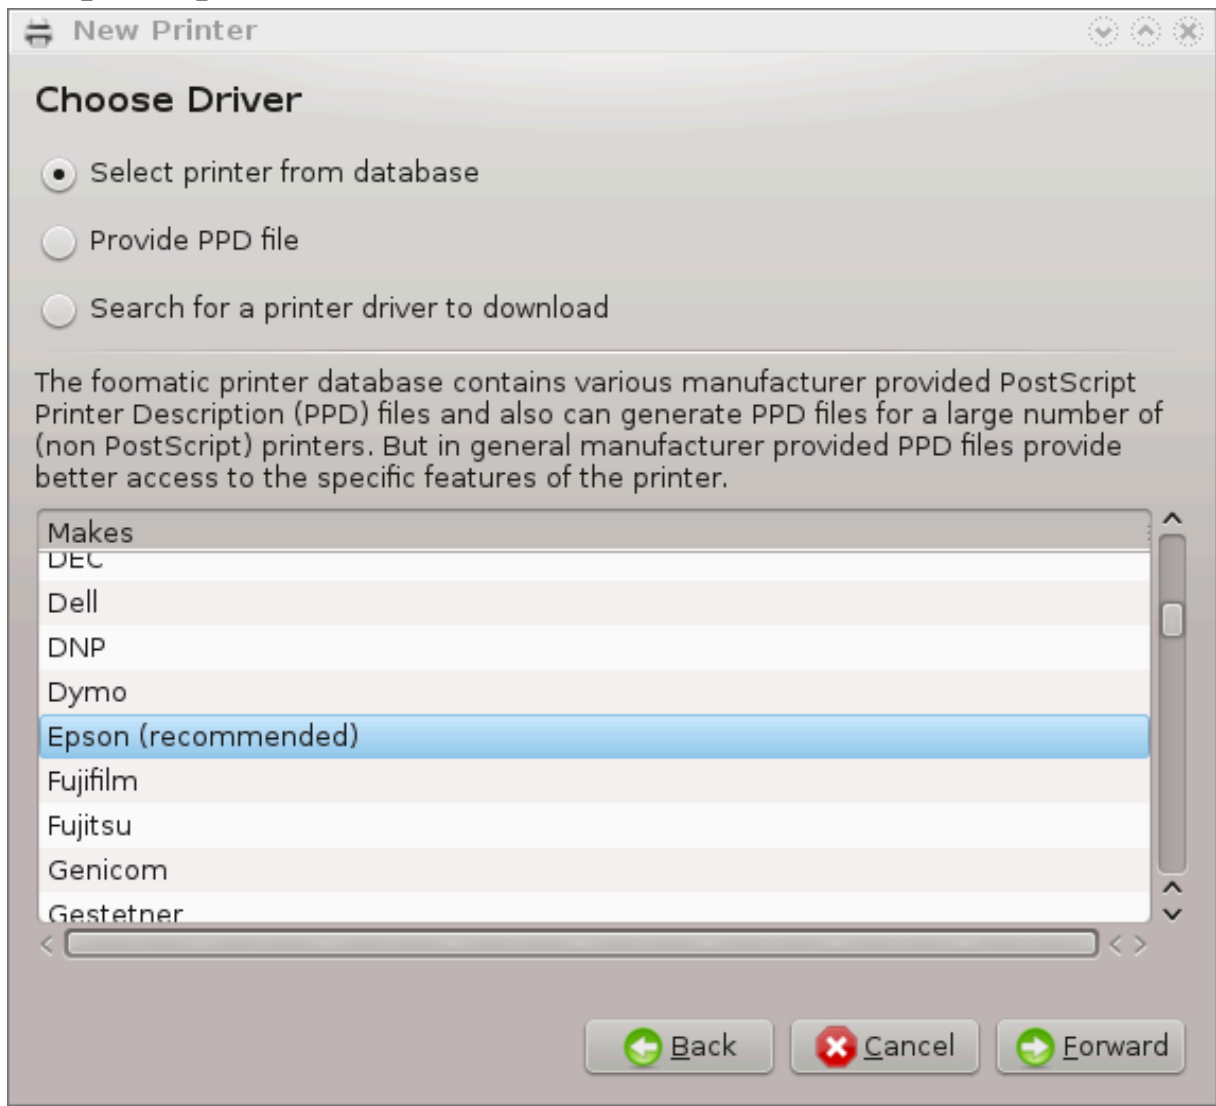 New Printer
Choose Driver
Select printer from database
Provide PPD file
Search for a printer driver to download
The foomatic printer database contains various manufacturer provided PostScript
Printer Description (PPD) files and also can generate PPD files for a large number of
(non PostScript) printers. But in general manufacturer provided PPD files provide
better access to the specific features of the printer.
Makes
DEC
Dell
DNP
Dymo
Epson (recommended)
Fujifilm
Fujitsu
Genicom
Gestetner
Back Cancel Forward